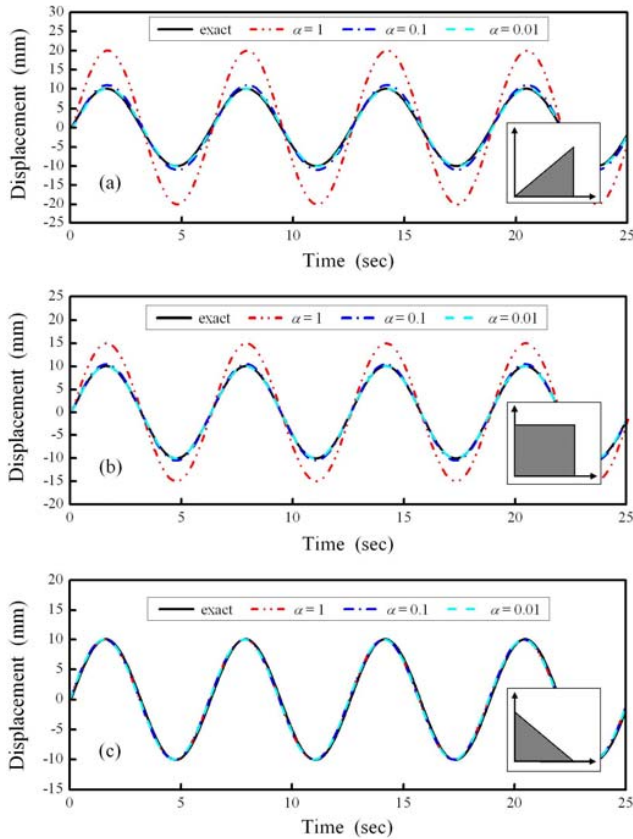 30
25
20
15
10
5
0
-5
-10
-15
-20
-25
Displacement (mm)
exact α = 1 α = 0.1 α = 0.01
(a)
0 5 10 15 20 25
Time (sec)
25
20
15
10
5
0
-5
-10
-15
-20
Displacement (mm)
exact α = 1 α = 0.1 α = 0.01
(b)
0 5 10 15 20 25
Time (sec)
20
15
10
5
0
-5
-10
-15
Displacement (mm)
exact α = 1 α = 0.1 α = 0.01
(c)
0 5 10 15 20 25
Time (sec)